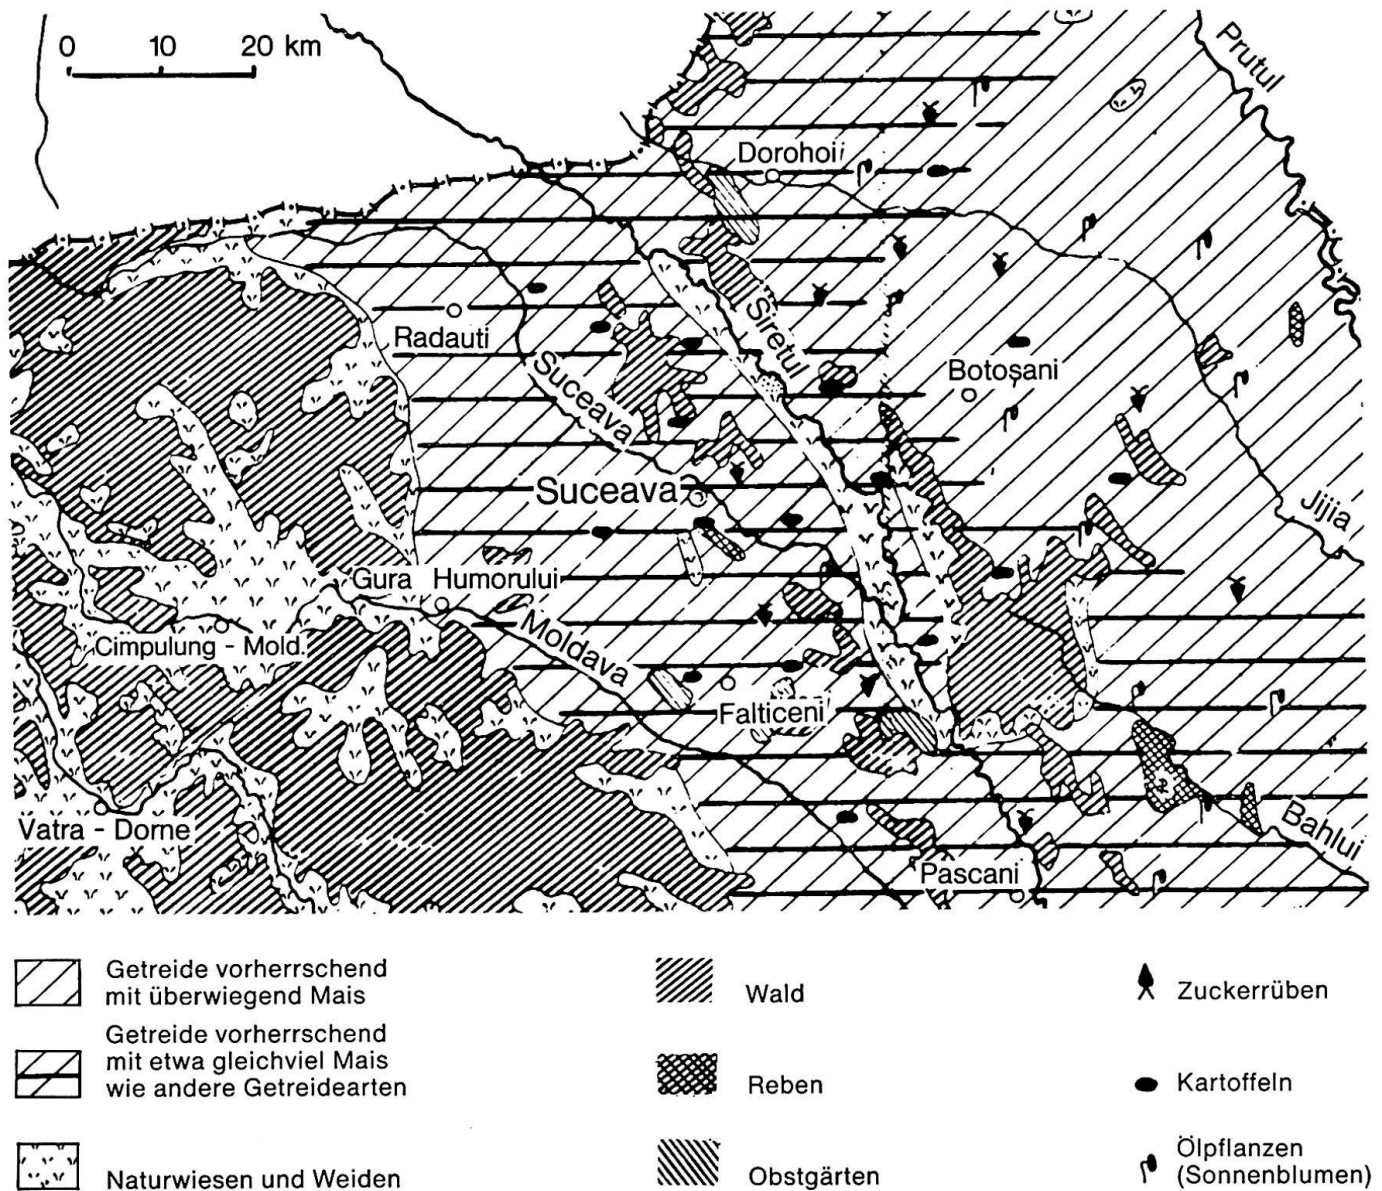 0 10 20 km
Prutul
Dorohoi
Siretul
Radauti
Suceava
Botoşani
Suceava
Jijia
Gura Humorului
Moldava
Cimpulung - Mold.
Falticeni
Vatra - Dorne
Bahlui
Pascani
Getreide vorherrschend
mit überwiegend Mais
Getreide vorherrschend
mit etwa gleichviel Mais
wie andere Getreidearten
Naturwiesen und Weiden
Wald
Reben
Obstgärten
Zuckerrüben
Kartoffeln
Ölpflanzen
(Sonnenblumen)